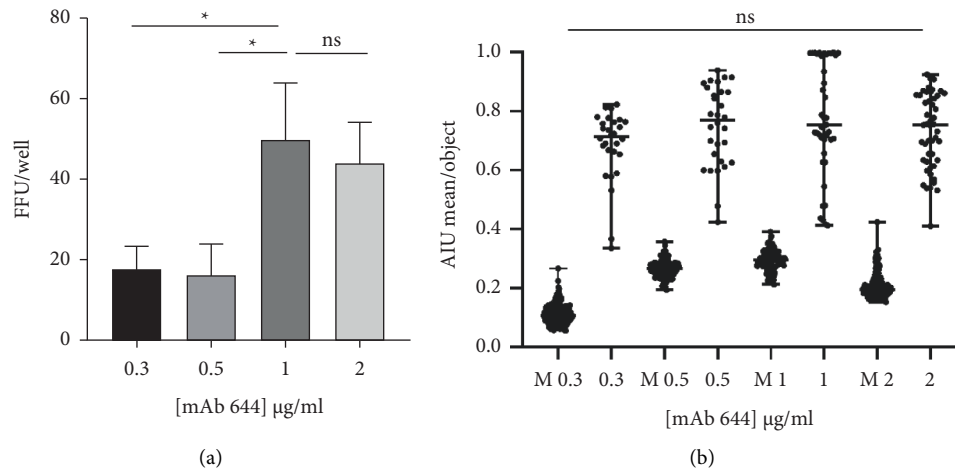 *
*
ns
80
60
40
20
0
FFU/well
0.3 0.5 1 2
[mAb 644] µg/ml
(a)
ns
1.0
0.8
0.6
0.4
0.2
0.0
AIU mean/object
M 0.3 0.3 M 0.5 0.5 M 1 1 M 2 2
[mAb 644] µg/ml
(b)